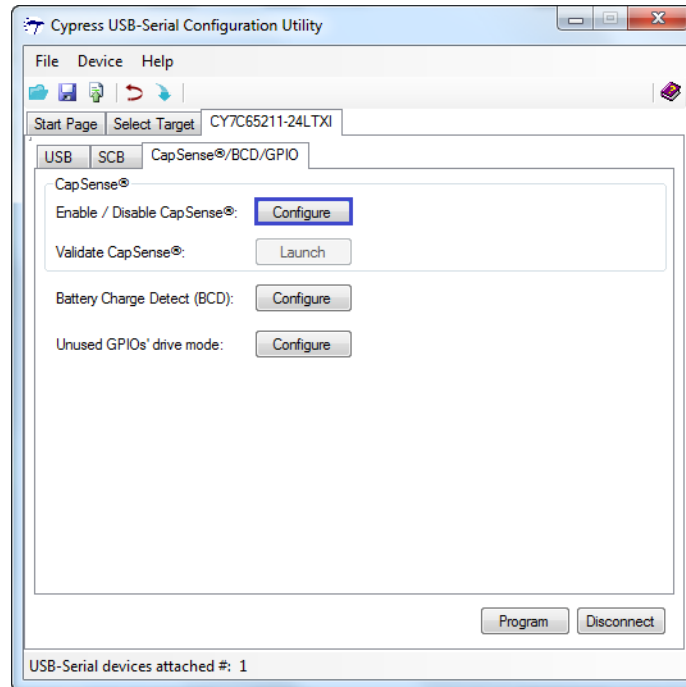 Cypress USB-Serial Configuration Utility
File Device Help
Start Page Select Target CY7C65211-24LTXI
USB SCB CapSense®/BCD/GPIO
CapSense®
Enable / Disable CapSense®: Configure
Validate CapSense®: Launch
Battery Charge Detect (BCD): Configure
Unused GPIOs' drive mode: Configure
Program Disconnect
USB-Serial devices attached #: 1